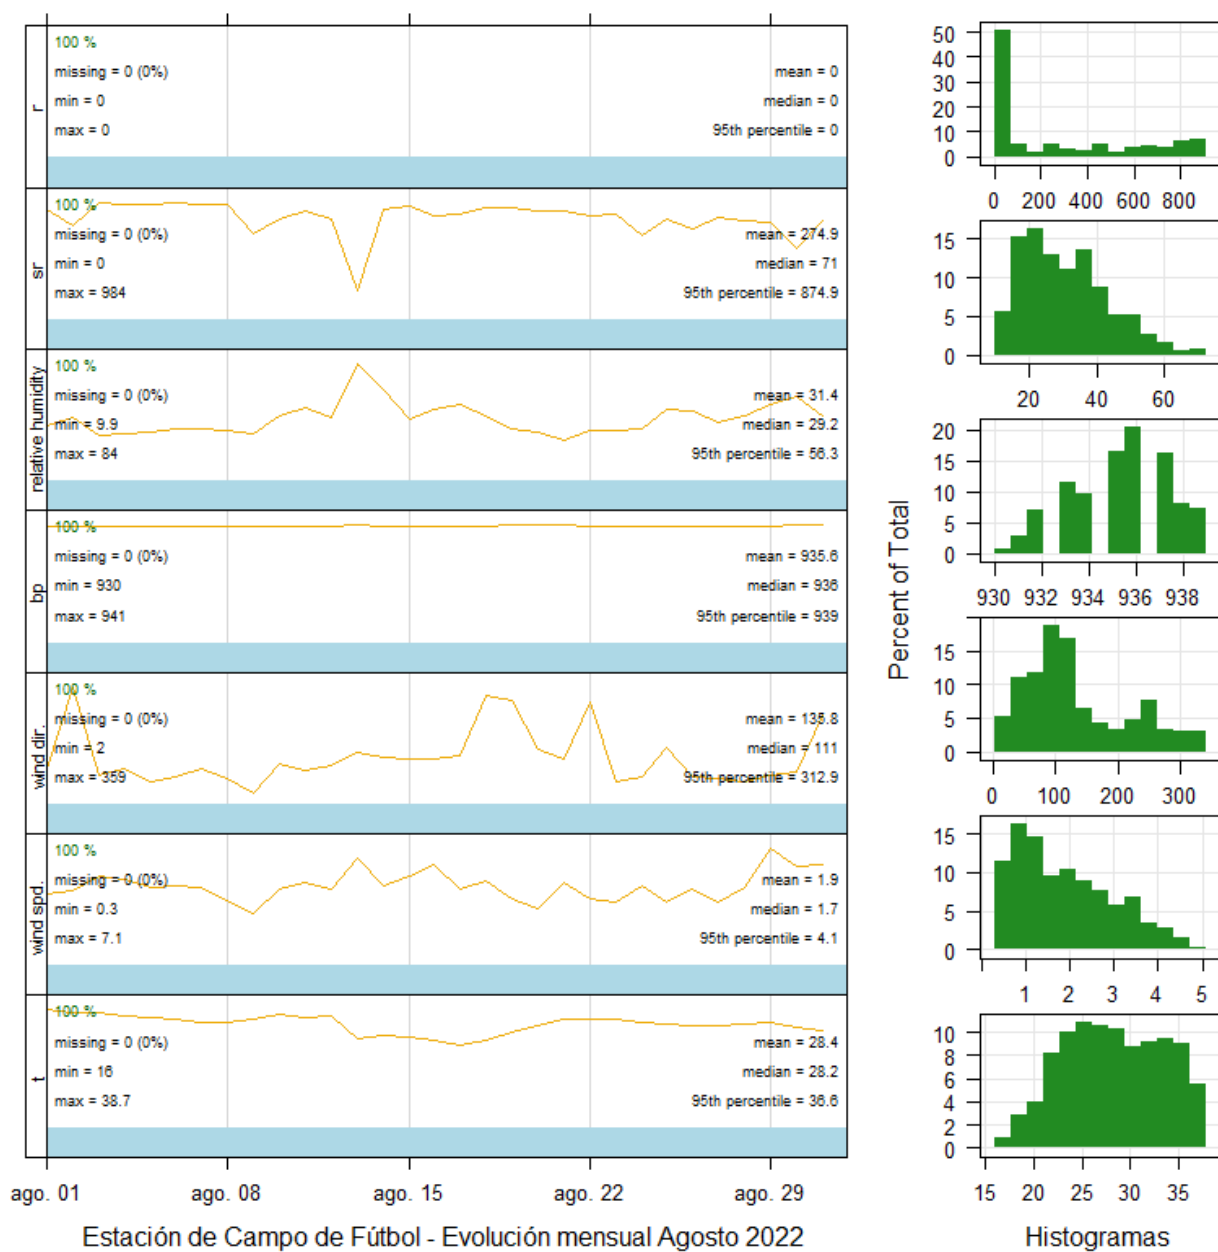 r
100 %
missing = 0 (0%)
min = 0
max = 0
mean = 0
median = 0
95th percentile = 0
sr
100 %
missing = 0 (0%)
min = 0
max = 984
mean = 274.9
median = 71
95th percentile = 874.9
relative humidity
100 %
missing = 0 (0%)
min = 9.9
max = 84
mean = 31.4
median = 29.2
95th percentile = 56.3
bp
100 %
missing = 0 (0%)
min = 930
max = 941
mean = 935.6
median = 936
95th percentile = 939
wind dir.
100 %
missing = 0 (0%)
min = 2
max = 359
mean = 135.8
median = 111
95th percentile = 312.9
wind spd.
100 %
missing = 0 (0%)
min = 0.3
max = 7.1
mean = 1.9
median = 1.7
95th percentile = 4.1
t
100 %
missing = 0 (0%)
min = 16
max = 38.7
mean = 28.4
median = 28.2
95th percentile = 36.6
ago. 01 ago. 08 ago. 15 ago. 22 ago. 29
Estación de Campo de Fútbol - Evolución mensual Agosto 2022
Percent of Total
50
40
30
20
10
0
0 200 400 600 800
15
10
5
0
20 40 60
20
15
10
5
0
930 932 934 936 938
15
10
5
0
0 100 200 300
15
10
5
0
1 2 3 4 5
10
8
6
4
2
0
15 20 25 30 35
Histogramas